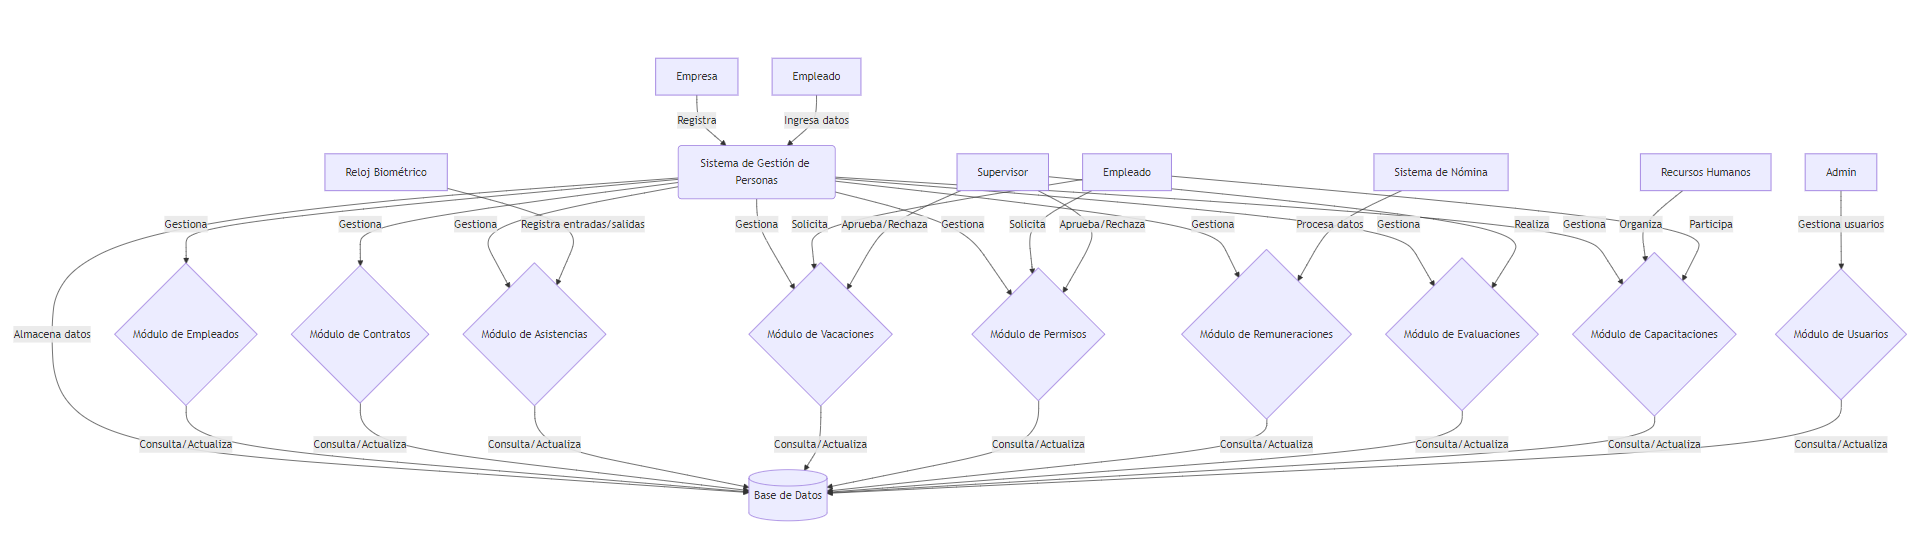 Empresa
Empleado
Registra
Ingresa datos
Reloj Biométrico
Sistema de Gestión de
Personas
Supervisor
Empleado
Sistema de Nómina
Recursos Humanos
Admin
Gestiona
Gestiona
Gestiona
Registra entradas/salidas
Gestiona
Solicita
Aprueba/Rechaza
Gestiona
Solicita
Aprueba/Rechaza
Gestiona
Procesa datos
Gestiona
Realiza
Gestiona
Organiza
Participa
Gestiona usuarios
Almacena datos
Módulo de Empleados
Módulo de Contratos
Módulo de Asistencias
Módulo de Vacaciones
Módulo de Permisos
Módulo de Remuneraciones
Módulo de Evaluaciones
Módulo de Capacitaciones
Módulo de Usuarios
Consulta/Actualiza
Consulta/Actualiza
Consulta/Actualiza
Consulta/Actualiza
Consulta/Actualiza
Consulta/Actualiza
Consulta/Actualiza
Consulta/Actualiza
Consulta/Actualiza
Base de Datos